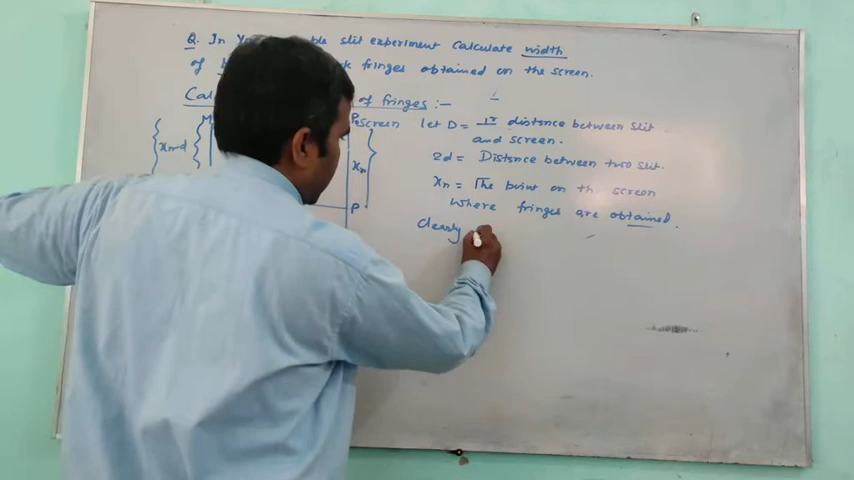 Q. In slit experiment calculate width
of fringes obtained on the screen.
of fringes :-
Screen let D = distance between slit
and screen.
2d = Distance between two slit.
xn-d M xn xn = The point on th screen
P where fringes are obtained.
Clearly